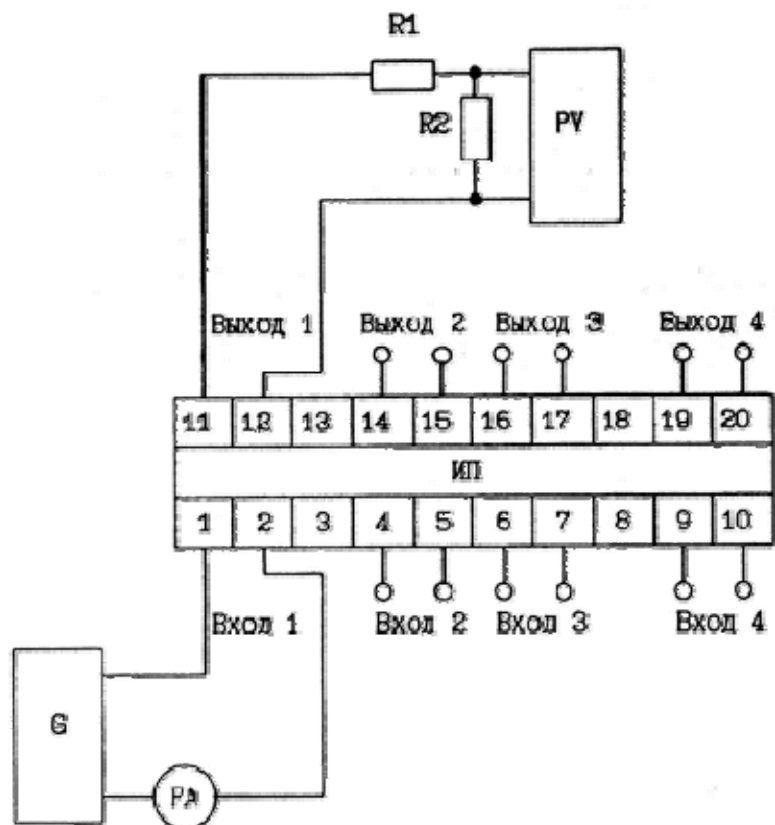 R1
R2
PV
Выход 1
Выход 2
Выход 3
Выход 4
11 12 13 14 15 16 17 18 19 20
ИП
1 2 3 4 5 6 7 8 9 10
Вход 1
Вход 2
Вход 3
Вход 4
G
PA